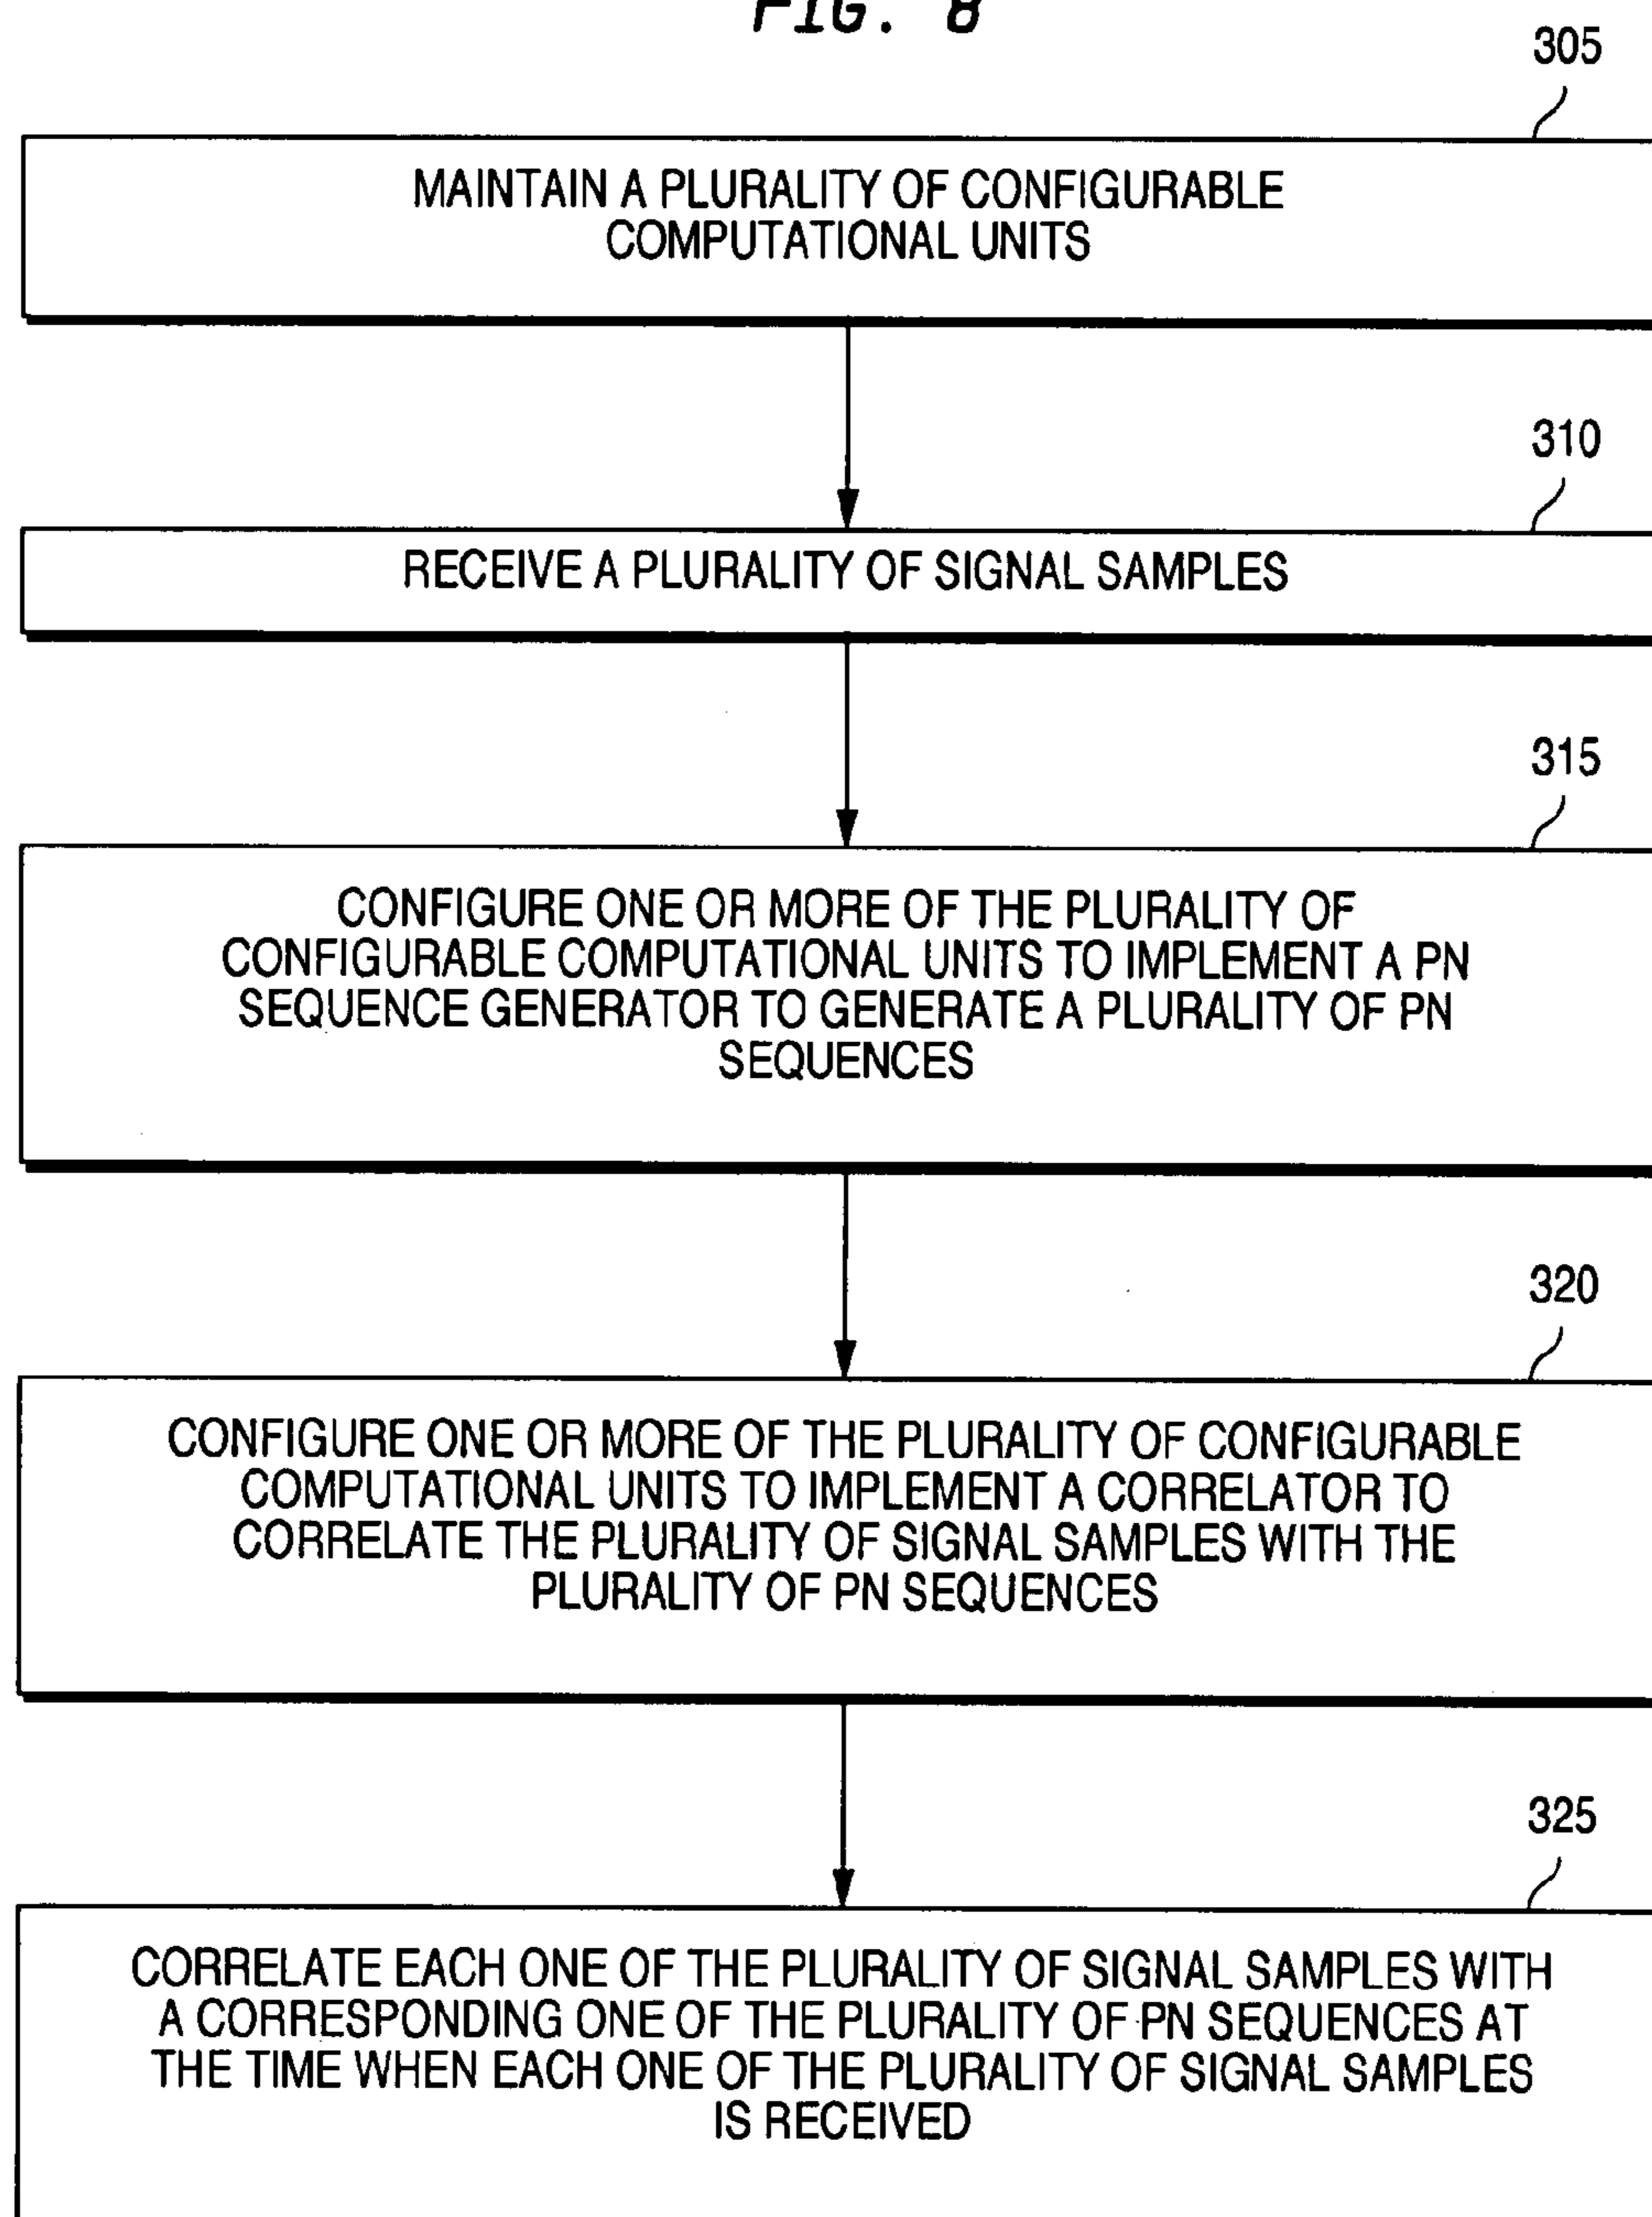 FIG. 8
305
MAINTAIN A PLURALITY OF CONFIGURABLE
COMPUTATIONAL UNITS
310
RECEIVE A PLURALITY OF SIGNAL SAMPLES
315
CONFIGURE ONE OR MORE OF THE PLURALITY OF
CONFIGURABLE COMPUTATIONAL UNITS TO IMPLEMENT A PN
SEQUENCE GENERATOR TO GENERATE A PLURALITY OF PN
SEQUENCES
320
CONFIGURE ONE OR MORE OF THE PLURALITY OF CONFIGURABLE
COMPUTATIONAL UNITS TO IMPLEMENT A CORRELATOR TO
CORRELATE THE PLURALITY OF SIGNAL SAMPLES WITH THE
PLURALITY OF PN SEQUENCES
325
CORRELATE EACH ONE OF THE PLURALITY OF SIGNAL SAMPLES WITH
A CORRESPONDING ONE OF THE PLURALITY OF PN SEQUENCES AT
THE TIME WHEN EACH ONE OF THE PLURALITY OF SIGNAL SAMPLES
IS RECEIVED